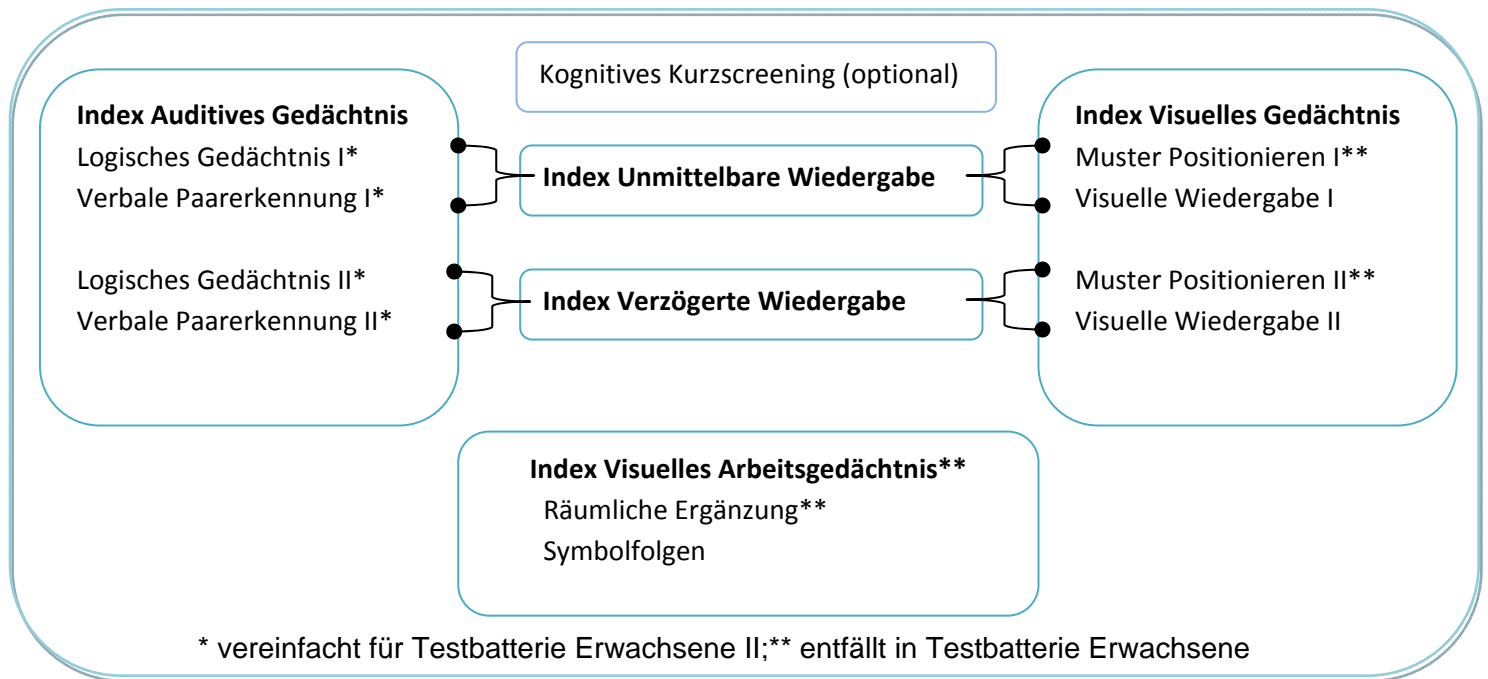 Kognitives Kurzscreening (optional)
Index Auditives Gedächtnis
Logisches Gedächtnis I*
Verbale Paarerkennung I*
Logisches Gedächtnis II*
Verbale Paarerkennung II*
Index Unmittelbare Wiedergabe
Index Verzögerte Wiedergabe
Index Visuelles Gedächtnis
Muster Positionieren I**
Visuelle Wiedergabe I
Muster Positionieren II**
Visuelle Wiedergabe II
Index Visuelles Arbeitsgedächtnis**
Räumliche Ergänzung**
Symbolfolgen
* vereinfacht für Testbatterie Erwachsene II;** entfällt in Testbatterie Erwachsene